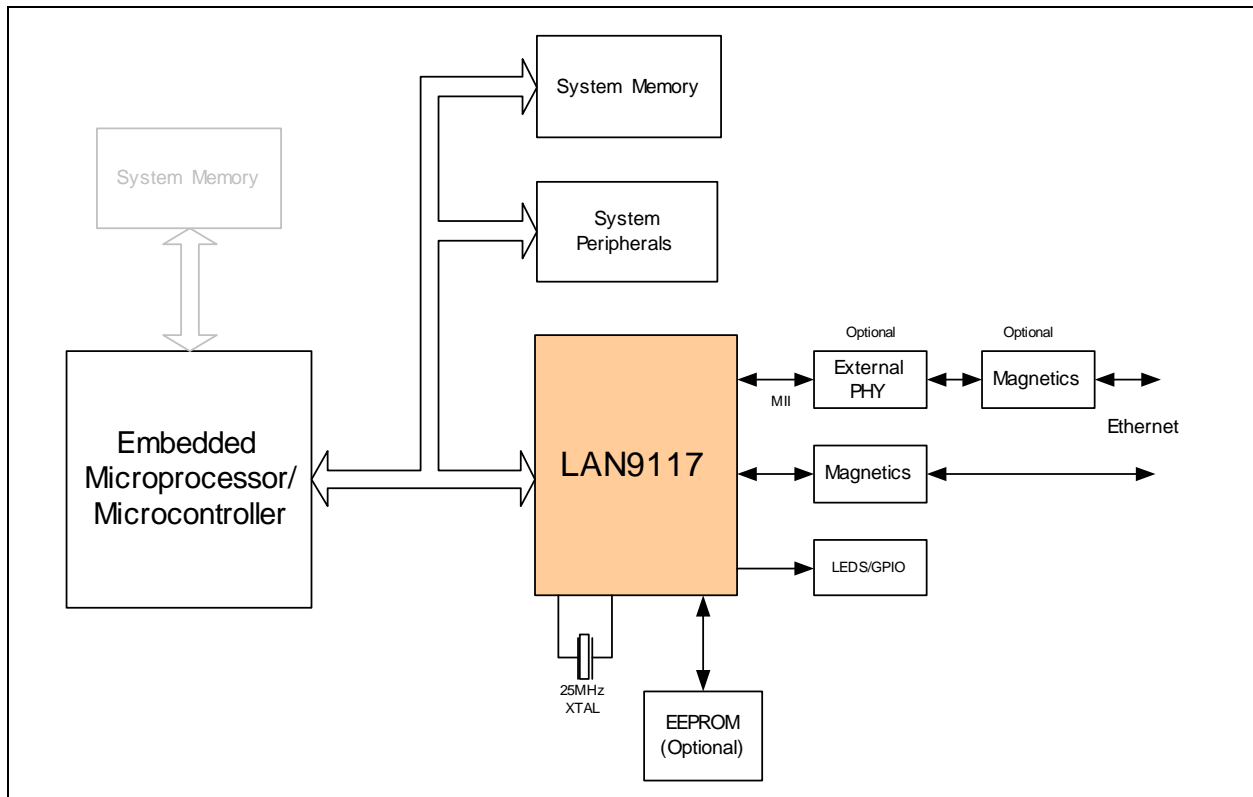 System Memory
System Memory
System
Peripherals
Optional
Optional
External
PHY
Magnetics
MII
Ethernet
Embedded
Microprocessor/
Microcontroller
LAN9117
Magnetics
LEDS/GPIO
25MHz
XTAL
EEPROM
(Optional)